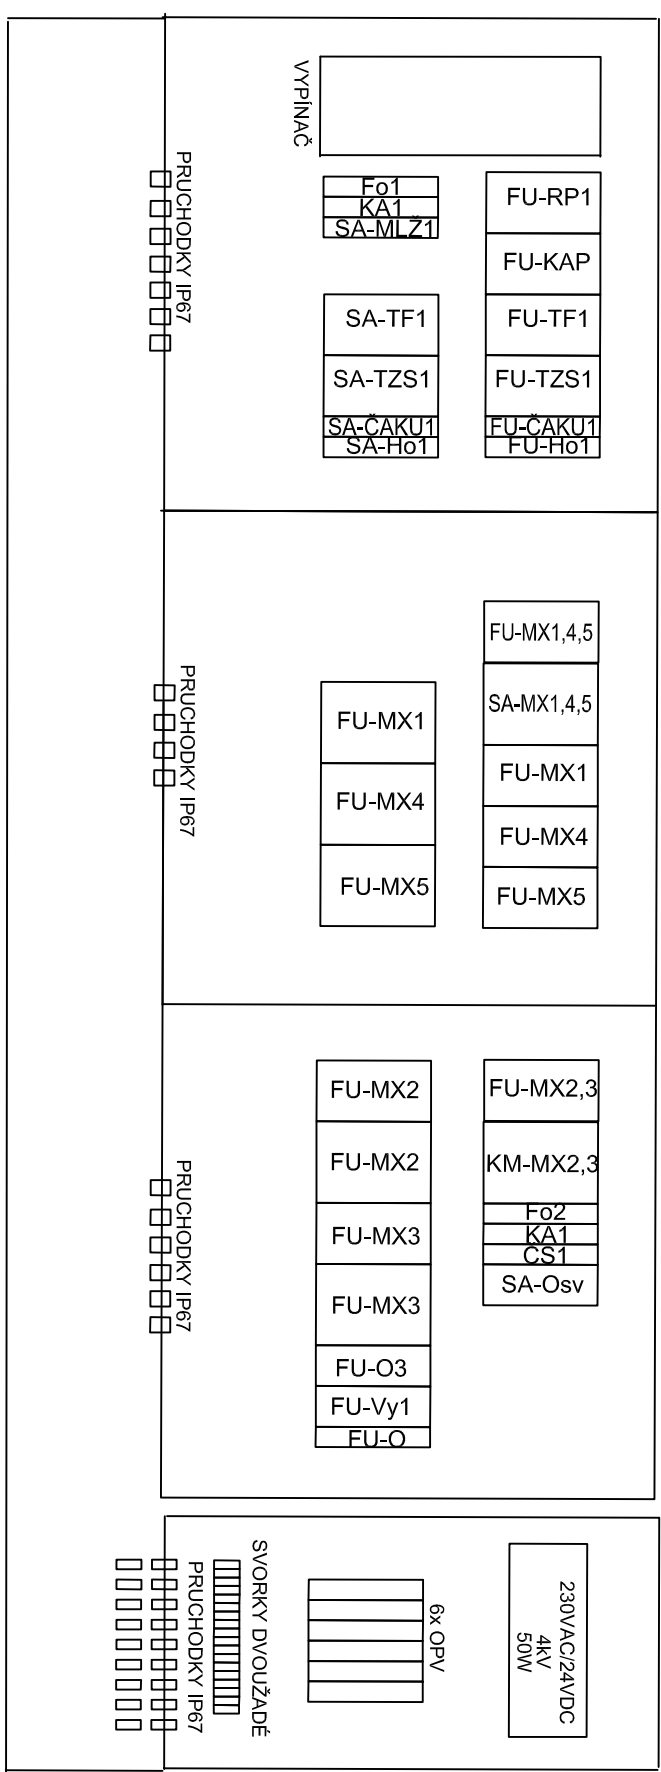 VYPÍNAČ
PRUCHODKY IP67
Fo1
KA1
SA-MLŽ1
FU-RP1
FU-KAP
SA-TF1
FU-TF1
SA-TZS1
FU-TZS1
SA-ČAKU1
FU-ČAKU1
SA-Ho1
FU-Ho1
PRUCHODKY IP67
FU-MX1,4,5
SA-MX1,4,5
FU-MX1
FU-MX1
FU-MX4
FU-MX4
FU-MX5
FU-MX5
PRUCHODKY IP67
FU-MX2
FU-MX2,3
FU-MX2
KM-MX2,3
Fo2
KA1
CS1
FU-MX3
SA-Osv
FU-MX3
FU-O3
FU-Vy1
FU-O
PRUCHODKY IP67
SVORKY DVOUŽADÉ
6x OPV
230VAC/24VDC
4kV
50W